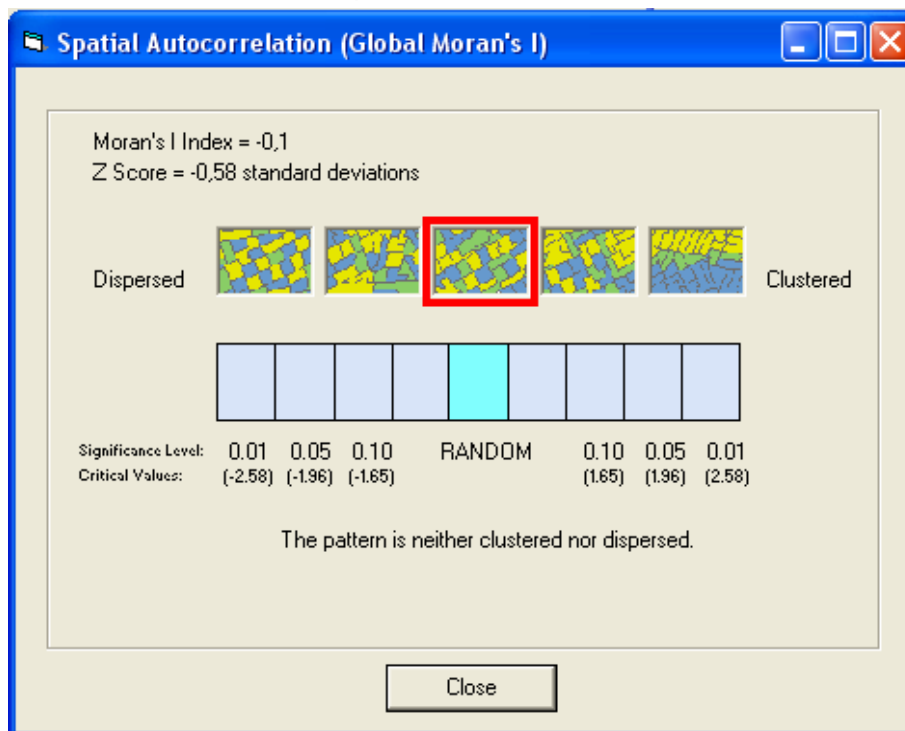 Spatial Autocorrelation (Global Moran's I)
Moran's I Index = -0,1
Z Score = -0,58 standard deviations
Dispersed Clustered
Significance Level: 0.01 0.05 0.10 RANDOM 0.10 0.05 0.01
Critical Values: (-2.58) (-1.96) (-1.65) (1.65) (1.96) (2.58)
The pattern is neither clustered nor dispersed.
Close